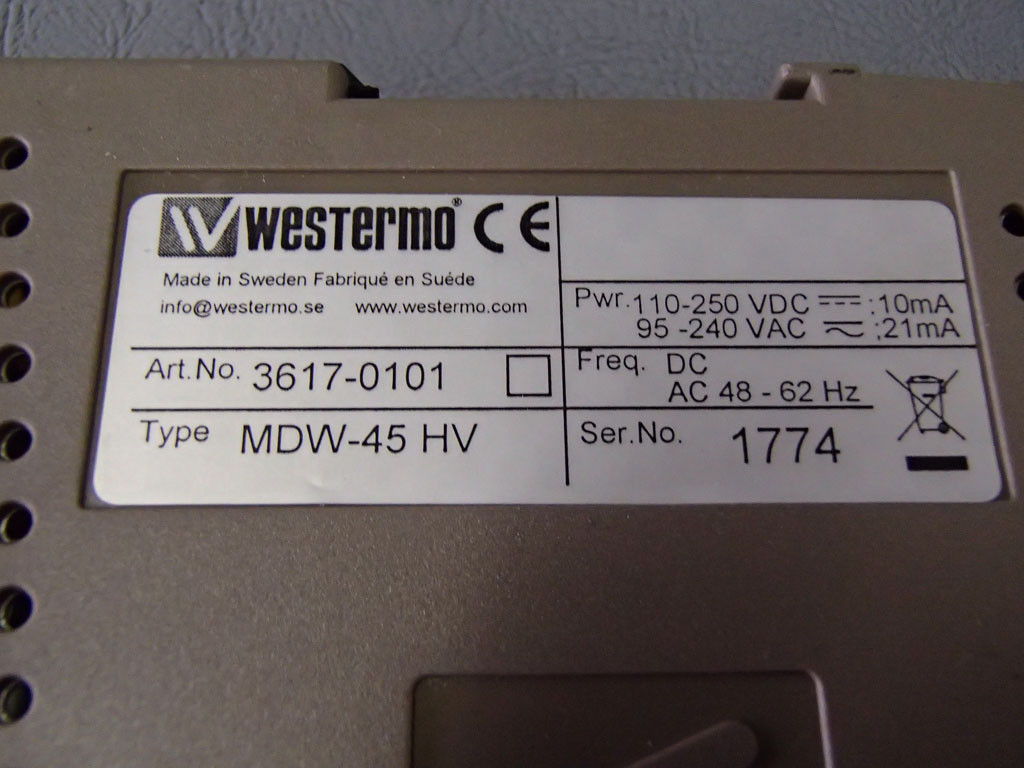 WESTERMO® CE
Made in Sweden Fabriqué en Suéde
info@westermo.se www.westermo.com
Art.No. 3617-0101
Type MDW-45 HV
Pwr. 110-250 VDC ⎓ :10mA
95 -240 VAC ⏦ :21mA
Freq. DC
AC 48 - 62 Hz
Ser.No. 1774